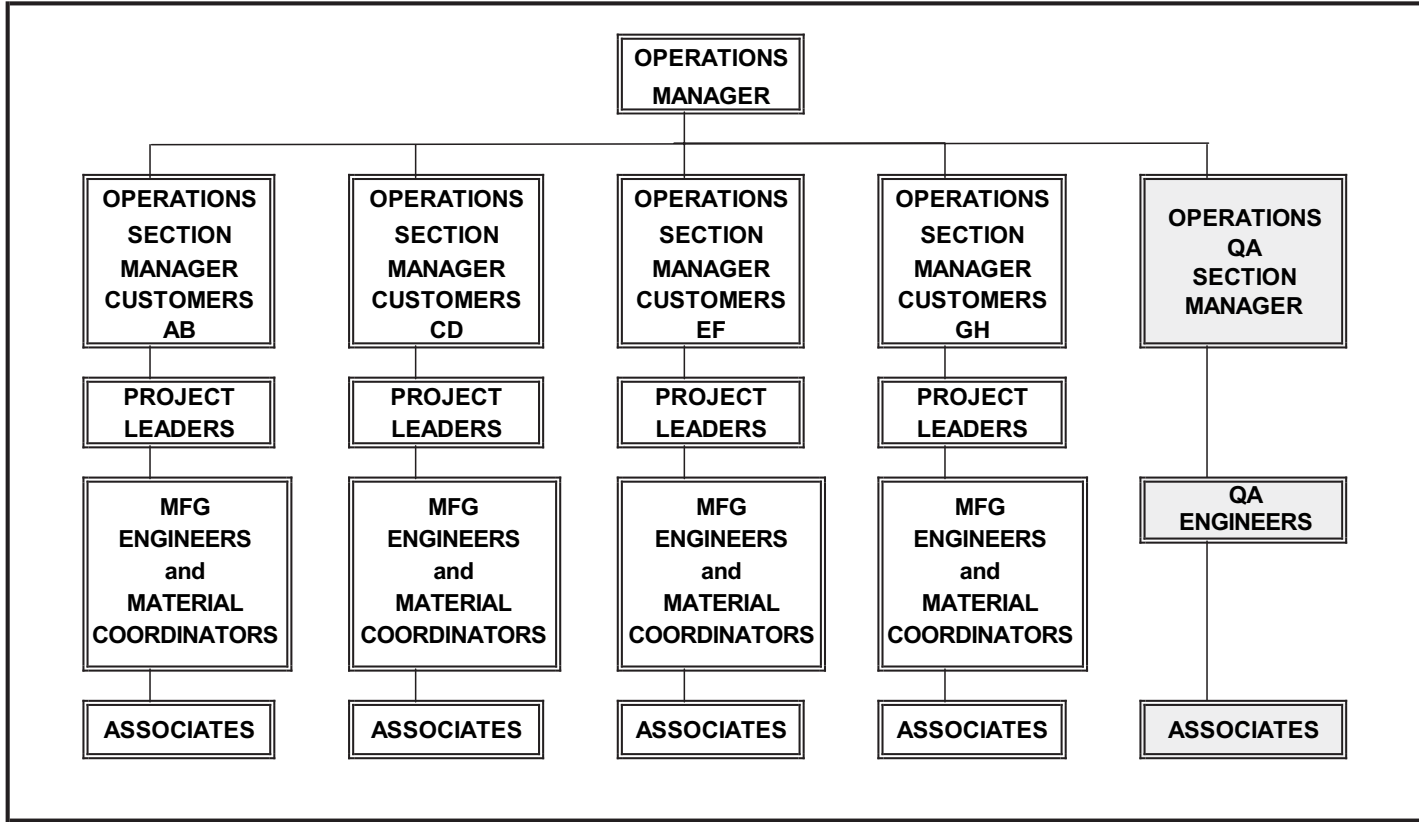 OPERATIONS
MANAGER
OPERATIONS
SECTION
MANAGER
CUSTOMERS
AB
OPERATIONS
SECTION
MANAGER
CUSTOMERS
CD
OPERATIONS
SECTION
MANAGER
CUSTOMERS
EF
OPERATIONS
SECTION
MANAGER
CUSTOMERS
GH
OPERATIONS
QA
SECTION
MANAGER
PROJECT
LEADERS
PROJECT
LEADERS
PROJECT
LEADERS
PROJECT
LEADERS
MFG
ENGINEERS
and
MATERIAL
COORDINATORS
MFG
ENGINEERS
and
MATERIAL
COORDINATORS
MFG
ENGINEERS
and
MATERIAL
COORDINATORS
MFG
ENGINEERS
and
MATERIAL
COORDINATORS
QA
ENGINEERS
ASSOCIATES
ASSOCIATES
ASSOCIATES
ASSOCIATES
ASSOCIATES